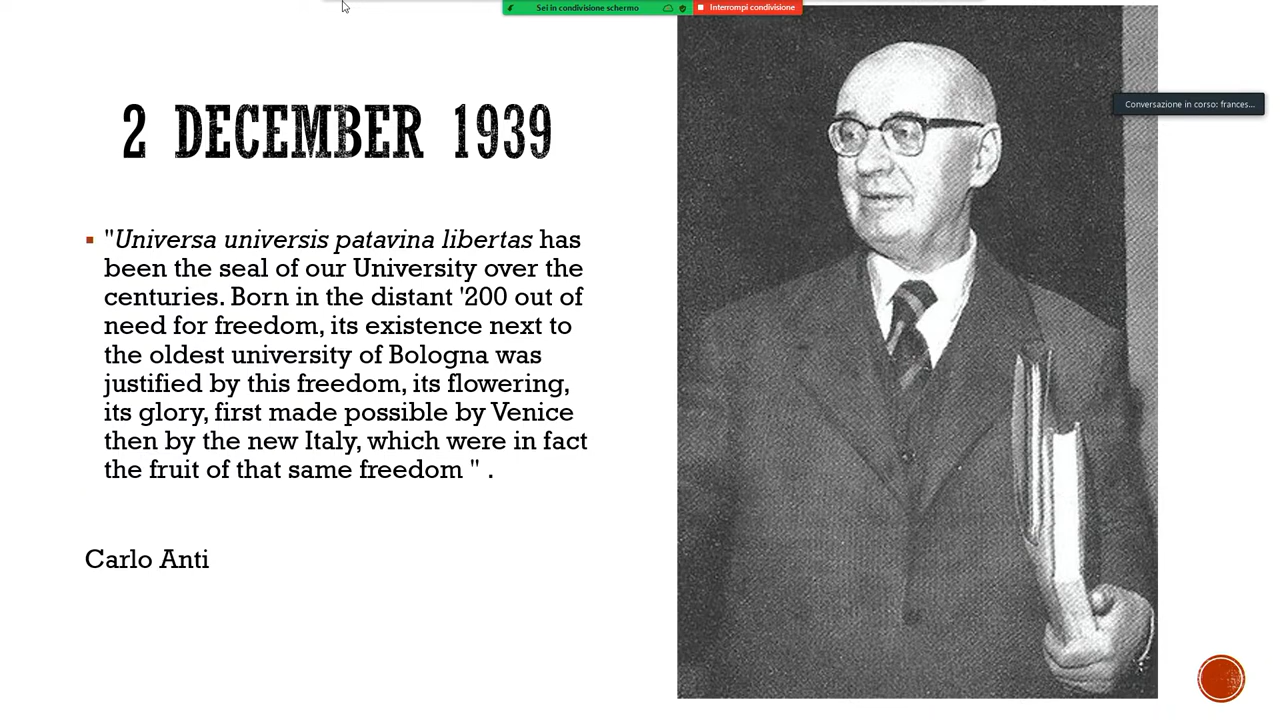 Sei in condivisione schermo
Interrompi condivisione
Conversazione in corso: frances...
2 DECEMBER 1939
▪ "Universa universis patavina libertas has
been the seal of our University over the
centuries. Born in the distant '200 out of
need for freedom, its existence next to
the oldest university of Bologna was
justified by this freedom, its flowering,
its glory, first made possible by Venice
then by the new Italy, which were in fact
the fruit of that same freedom " .
Carlo Anti